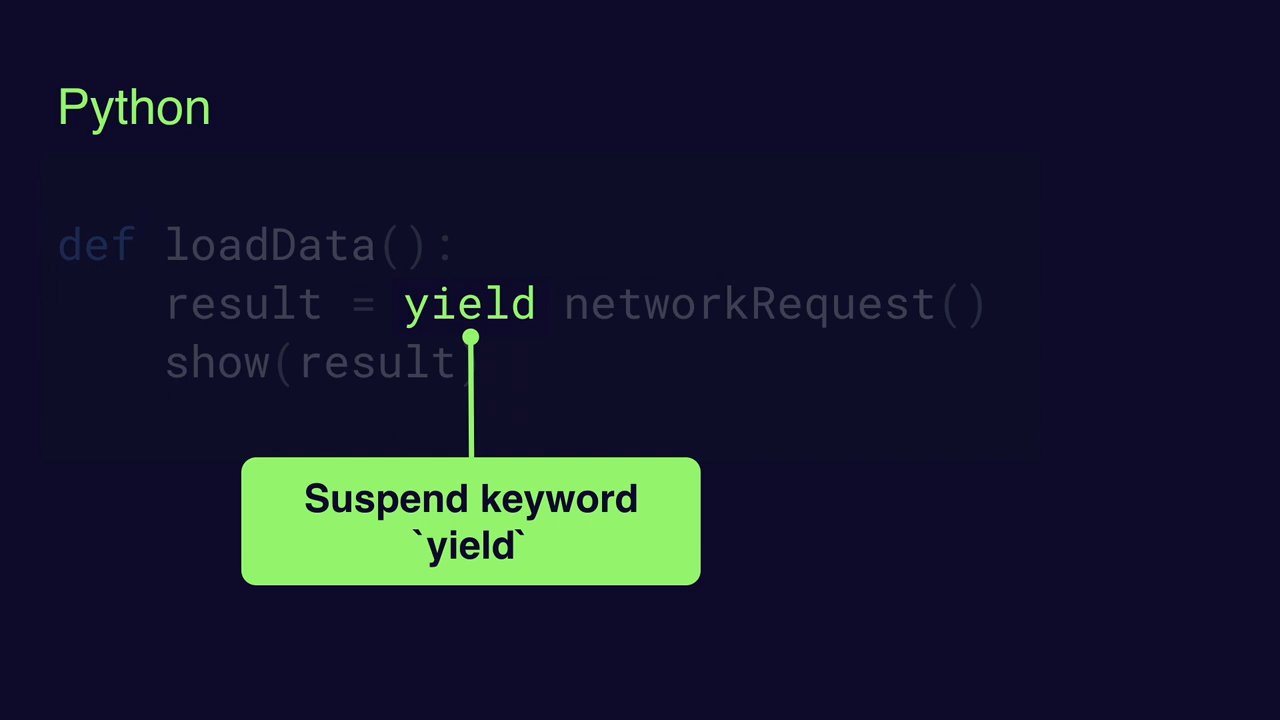 Python
def loadData():
    result = yield networkRequest()
    show(result)
Suspend keyword
`yield`